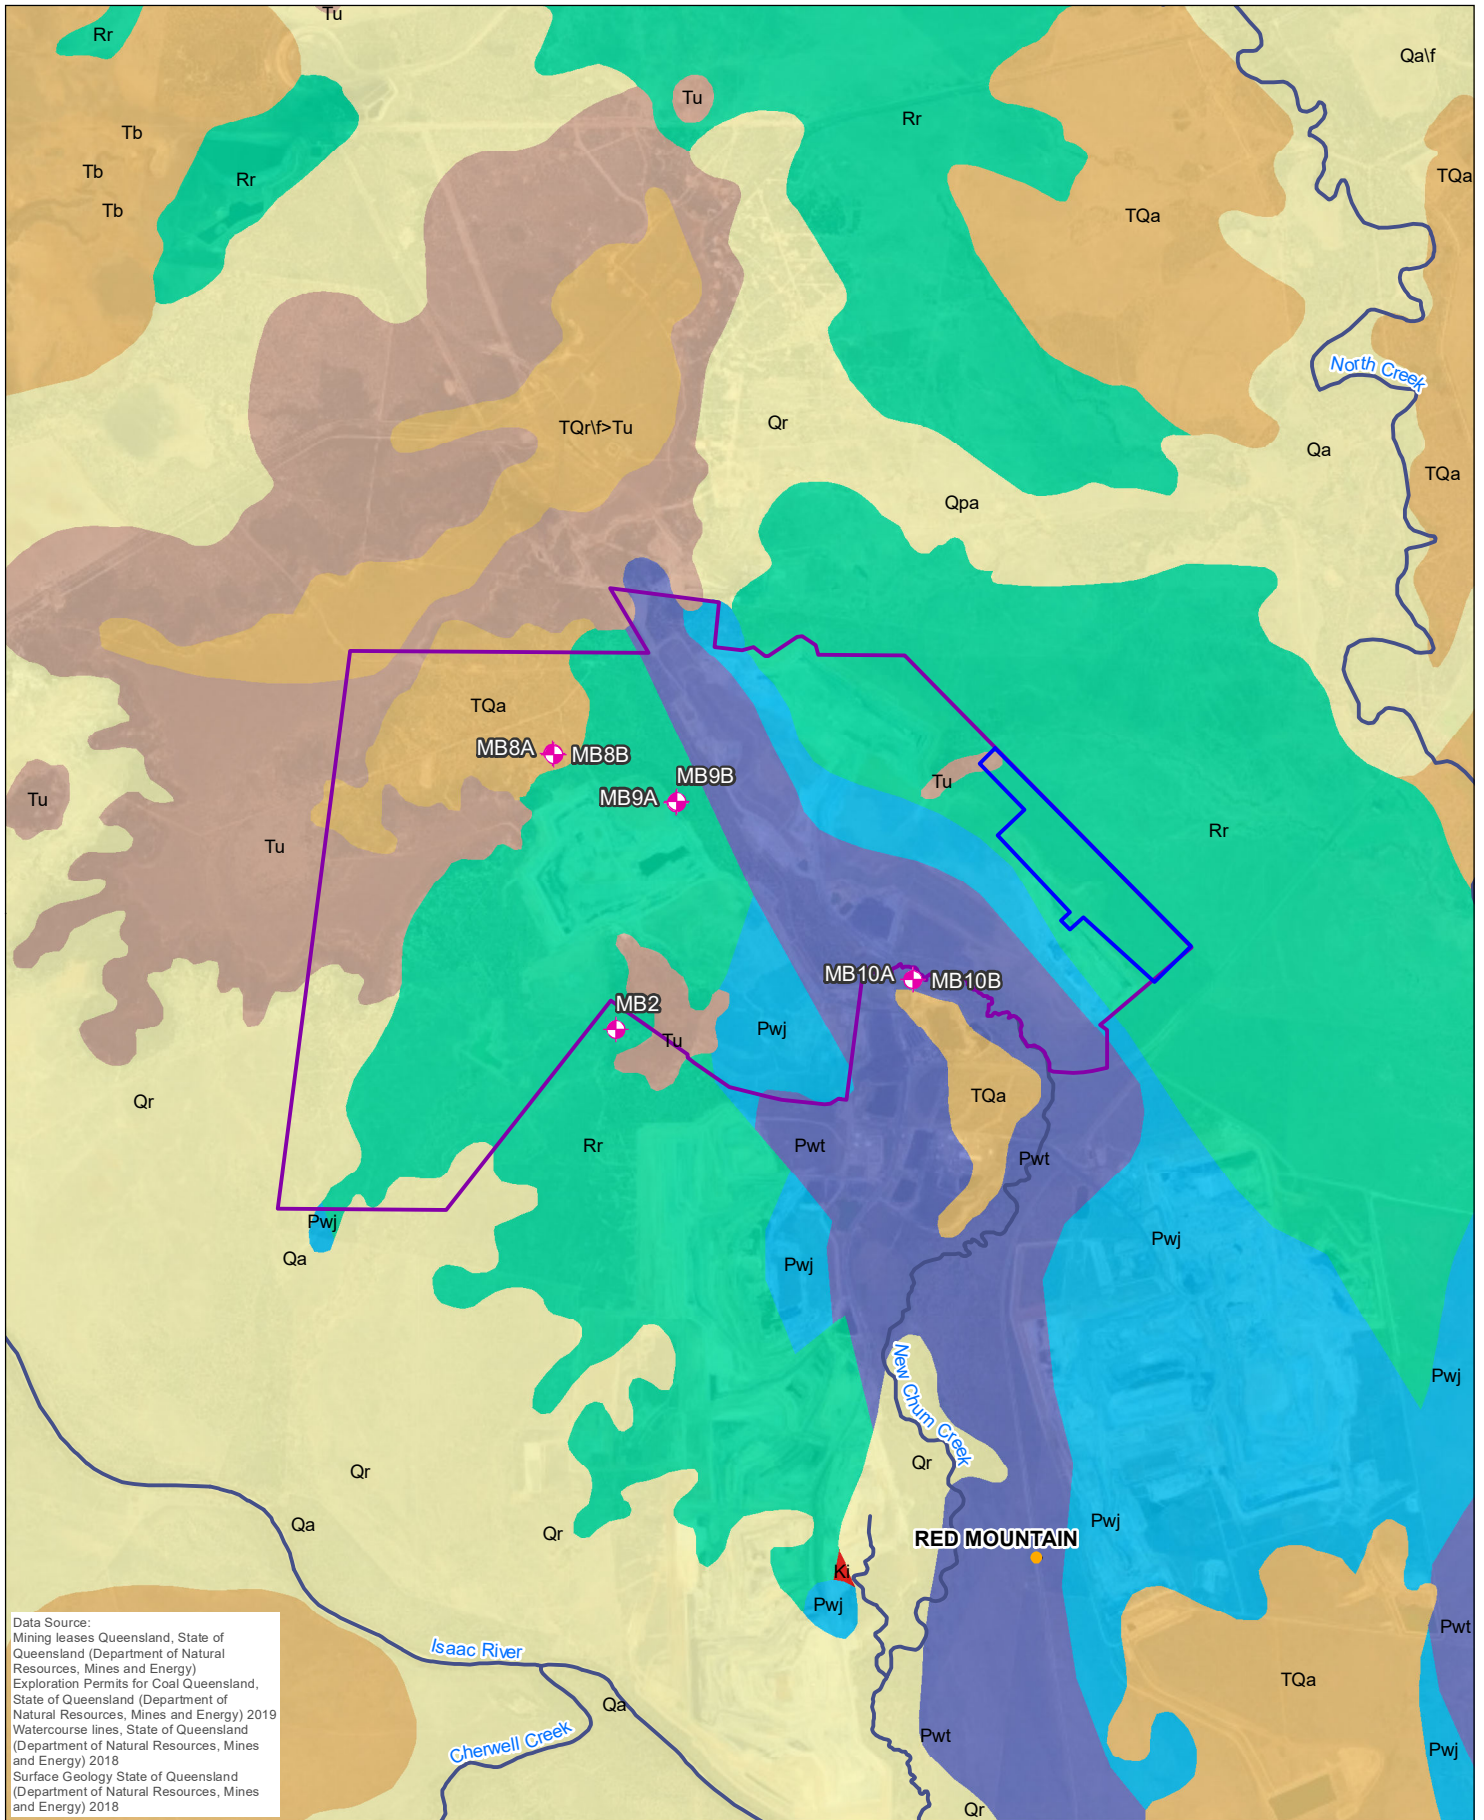 Tu
Rr
Qa\f
Tu
Rr
Tb
Tb
Rr
TQa
Tb
TQa
North Creek
Qr
TQr\f>Tu
Qa
TQa
Qpa
TQa
MB8A
MB8B
MB9B
Tu
MB9A
Tu
Rr
Tu
MB10A
MB10B
MB2
Pwj
Tu
TQa
Qr
Rr
Pwt
Pwt
Pwj
Pwj
Qa
Pwj
Pwj
New Chum Creek
Qr
Qr
Qa
Qr
Pwj
RED MOUNTAIN
Ki
Pwj
Pwt
Isaac River
TQa
Qa
Cherwell Creek
Pwt
Pwj
Qr
Data Source:
Mining leases Queensland, State of
Queensland (Department of Natural
Resources, Mines and Energy)
Exploration Permits for Coal Queensland,
State of Queensland (Department of
Natural Resources, Mines and Energy) 2019
Watercourse lines, State of Queensland
(Department of Natural Resources, Mines
and Energy) 2018
Surface Geology State of Queensland
(Department of Natural Resources, Mines
and Energy) 2018